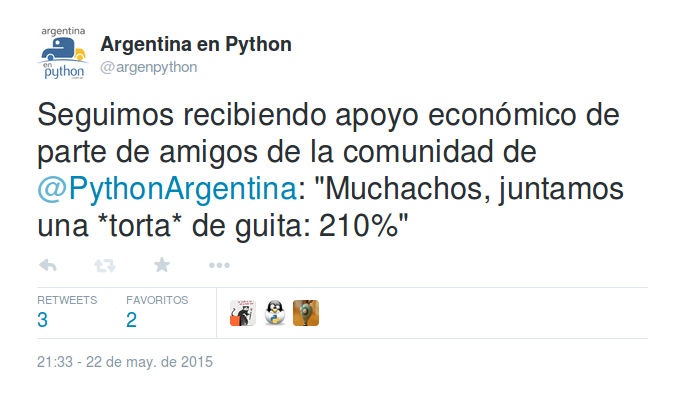 argentina
en
python
Argentina en Python
@argenpython
Seguimos recibiendo apoyo económico de
parte de amigos de la comunidad de
@PythonArgentina: "Muchachos, juntamos
una *torta* de guita: 210%"
RETWEETS
FAVORITOS
3
2
21:33 - 22 de may. de 2015